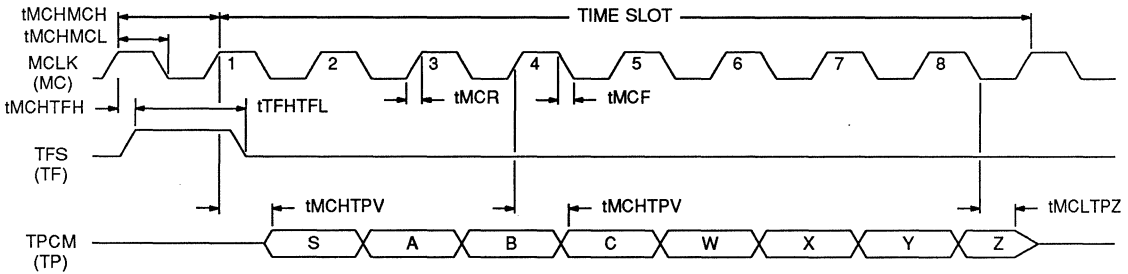 tMCHMCH
TIME SLOT
tMCHMCL
MCLK
(MC)
1 2 3 4 5 6 7 8
tMCR
tMCF
tMCHTFH
tTFHTFL
TFS
(TF)
tMCHTPV
tMCHTPV
tMCLTPZ
TPCM
(TP)
S A B C W X Y Z